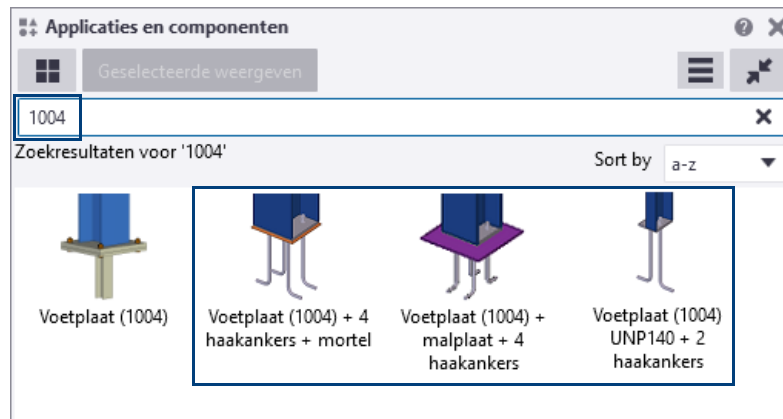 Applicaties en componenten
Geselecteerde weergeven
1004
Zoekresultaten voor '1004'
Sort by
a-z
Voetplaat (1004)
Voetplaat (1004) + 4
haakankers + mortel
Voetplaat (1004) +
malplaat + 4
haakankers
Voetplaat (1004)
UNP140 + 2
haakankers